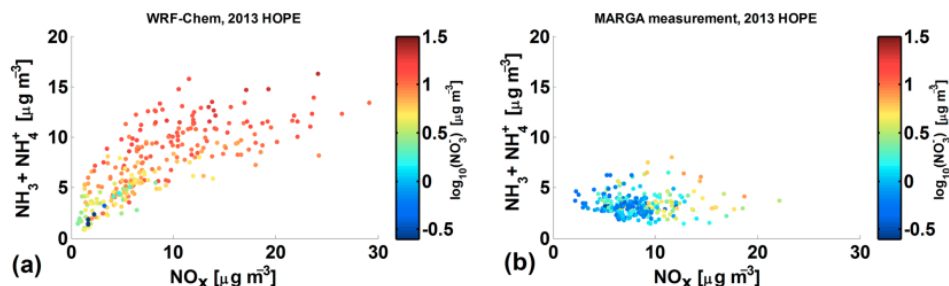 WRF-Chem, 2013 HOPE
20
15
10
5
0
NH₃ + NH₄⁺ [μg m⁻³]
0 10 20 30
NOₓ [μg m⁻³]
(a)
1.5
1
0.5
0
-0.5
log₁₀(NO₃⁻) [μg m⁻³]
MARGA measurement, 2013 HOPE
20
15
10
5
0
NH₃ + NH₄⁺ [μg m⁻³]
0 10 20 30
NOₓ [μg m⁻³]
(b)
1.5
1
0.5
0
-0.5
log₁₀(NO₃⁻) [μg m⁻³]